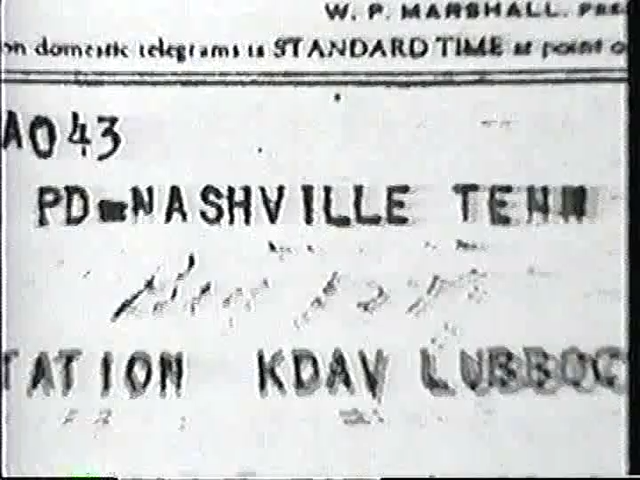 W. P. MARSHALL, PRE
on domestic telegrams is STANDARD TIME at point o
A043
PD=NASHVILLE TENN
TATION KDAV LUBBOC